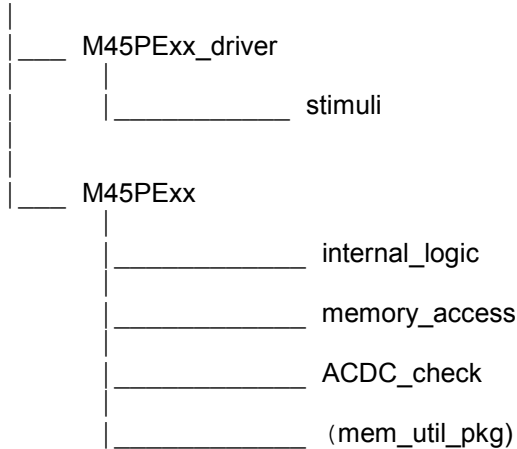 M45PExx_driver
stimuli
M45PExx
internal_logic
memory_access
ACDC_check
(mem_util_pkg)